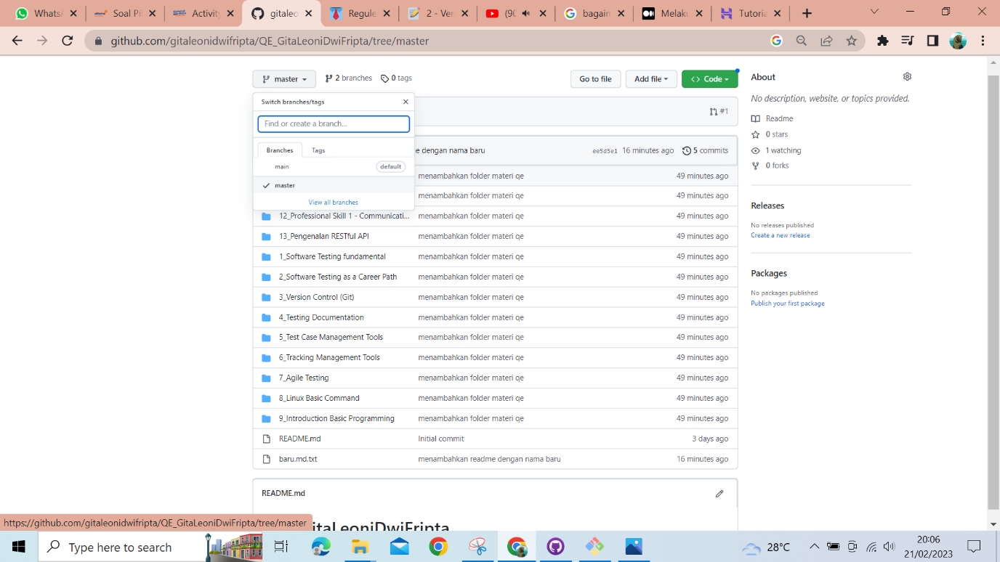 WhatsA
Soal Pil
Activity
gitaleo
Regule
2 - Ver
(90
bagain
Melaku
Tutoria
github.com/gitaleonidwifripta/QE_GitaLeoniDwiFripta/tree/master
master
2 branches
0 tags
Go to file
Add file
<> Code
About
Switch branches/tags
No description, website, or topics provided.
Find or create a branch...
#1
Readme
0 stars
Branches
Tags
e dengan nama baru
ee5d5e1
16 minutes ago
5 commits
1 watching
main
default
0 forks
menambahkan folder materi qe
49 minutes ago
master
menambahkan folder materi qe
49 minutes ago
View all branches
Releases
12_Professional Skill 1 - Communicati...
menambahkan folder materi qe
49 minutes ago
No releases published
Create a new release
13_Pengenalan RESTful API
menambahkan folder materi qe
49 minutes ago
1_Software Testing fundamental
menambahkan folder materi qe
49 minutes ago
Packages
2_Software Testing as a Career Path
menambahkan folder materi qe
49 minutes ago
No packages published
Publish your first package
3_Version Control (Git)
menambahkan folder materi qe
49 minutes ago
4_Testing Documentation
menambahkan folder materi qe
49 minutes ago
5_Test Case Management Tools
menambahkan folder materi qe
49 minutes ago
6_Tracking Management Tools
menambahkan folder materi qe
49 minutes ago
7_Agile Testing
menambahkan folder materi qe
49 minutes ago
8_Linux Basic Command
menambahkan folder materi qe
49 minutes ago
9_Introduction Basic Programming
menambahkan folder materi qe
49 minutes ago
README.md
Initial commit
3 days ago
baru.md.txt
menambahkan readme dengan nama baru
16 minutes ago
README.md
itaLeoniDwiFripta
https://github.com/gitaleonidwifripta/QE_GitaLeoniDwiFripta/tree/master
Type here to search
28°C
20:06
21/02/2023